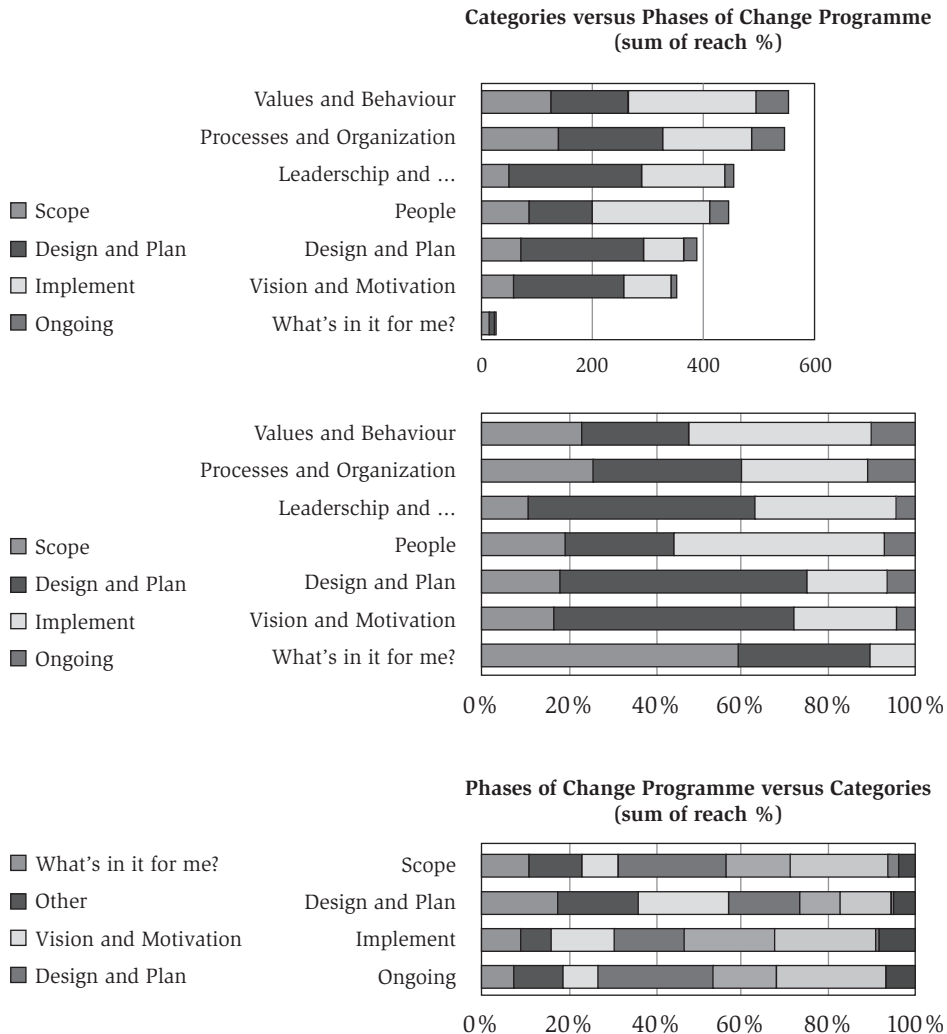 Categories versus Phases of Change Programme
(sum of reach %)
Values and Behaviour
Processes and Organization
Leaderschip and ...
Scope People
Design and Plan Design and Plan
Implement Vision and Motivation
Ongoing What's in it for me?
0 200 400 600
Values and Behaviour
Processes and Organization
Leaderschip and ...
Scope People
Design and Plan Design and Plan
Implement Vision and Motivation
Ongoing What's in it for me?
0% 20% 40% 60% 80% 100%
Phases of Change Programme versus Categories
(sum of reach %)
What's in it for me? Scope
Other Design and Plan
Vision and Motivation Implement
Design and Plan Ongoing
0% 20% 40% 60% 80% 100%